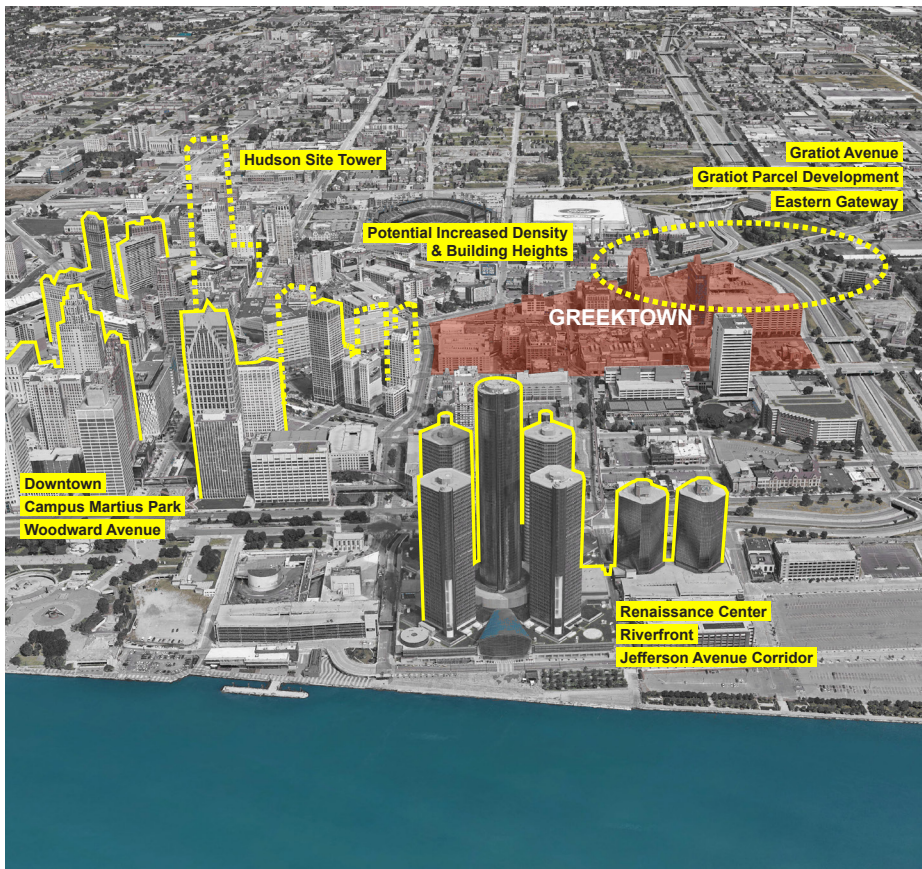 Hudson Site Tower
Gratiot Avenue
Gratiot Parcel Development
Eastern Gateway
Potential Increased Density
& Building Heights
GREEKTOWN
Downtown
Campus Martius Park
Woodward Avenue
Renaissance Center
Riverfront
Jefferson Avenue Corridor